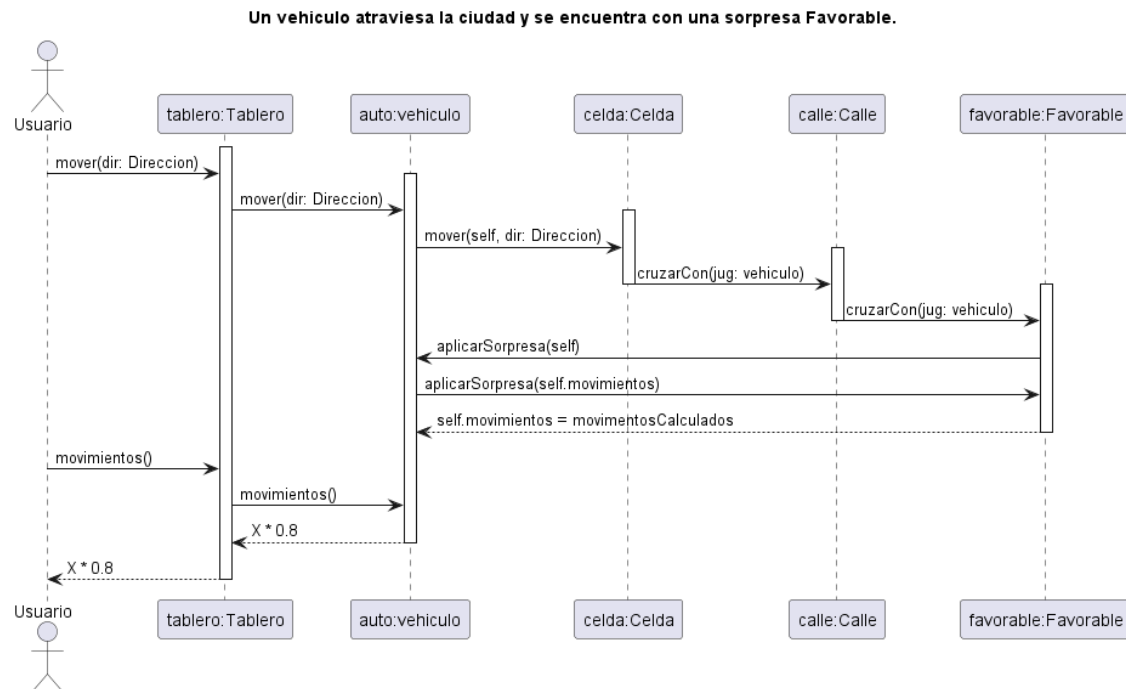 Un vehiculo atraviesa la ciudad y se encuentra con una sorpresa Favorable.
Usuario
tablero:Tablero
auto:vehiculo
celda:Celda
calle:Calle
favorable:Favorable
mover(dir: Direccion)
mover(dir: Direccion)
mover(self, dir: Direccion)
cruzarCon(jug: vehiculo)
cruzarCon(jug: vehiculo)
aplicarSorpresa(self)
aplicarSorpresa(self.movimientos)
self.movimientos = movimentosCalculados
movimientos()
movimientos()
X * 0.8
X * 0.8
Usuario
tablero:Tablero
auto:vehiculo
celda:Celda
calle:Calle
favorable:Favorable